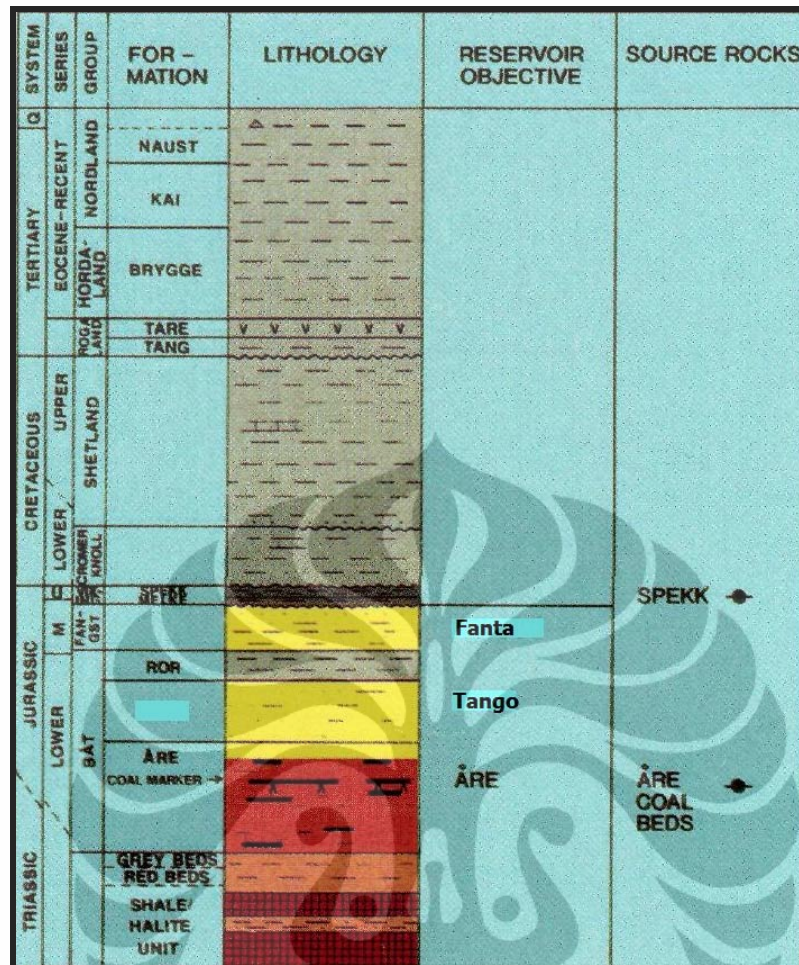 SYSTEM
SERIES
GROUP
FOR –
MATION
LITHOLOGY
RESERVOIR
OBJECTIVE
SOURCE ROCKS
Q
TERTIARY
EOCENE-RECENT
NORDLAND
NAUST
KAI
HORDA-
LAND
BRYGGE
ROGA
LAND
TARE
TANG
CRETACEOUS
UPPER
SHETLAND
LOWER
CROMER
KNOLL
SPEKK
JURASSIC
M
FAN-
GST
Fanta
ROR
LOWER
BÅT
Tango
ÅRE
COAL MARKER →
ÅRE
ÅRE
COAL
BEDS
TRIASSIC
GREY BEDS
RED BEDS
SHALE/
HALITE
UNIT